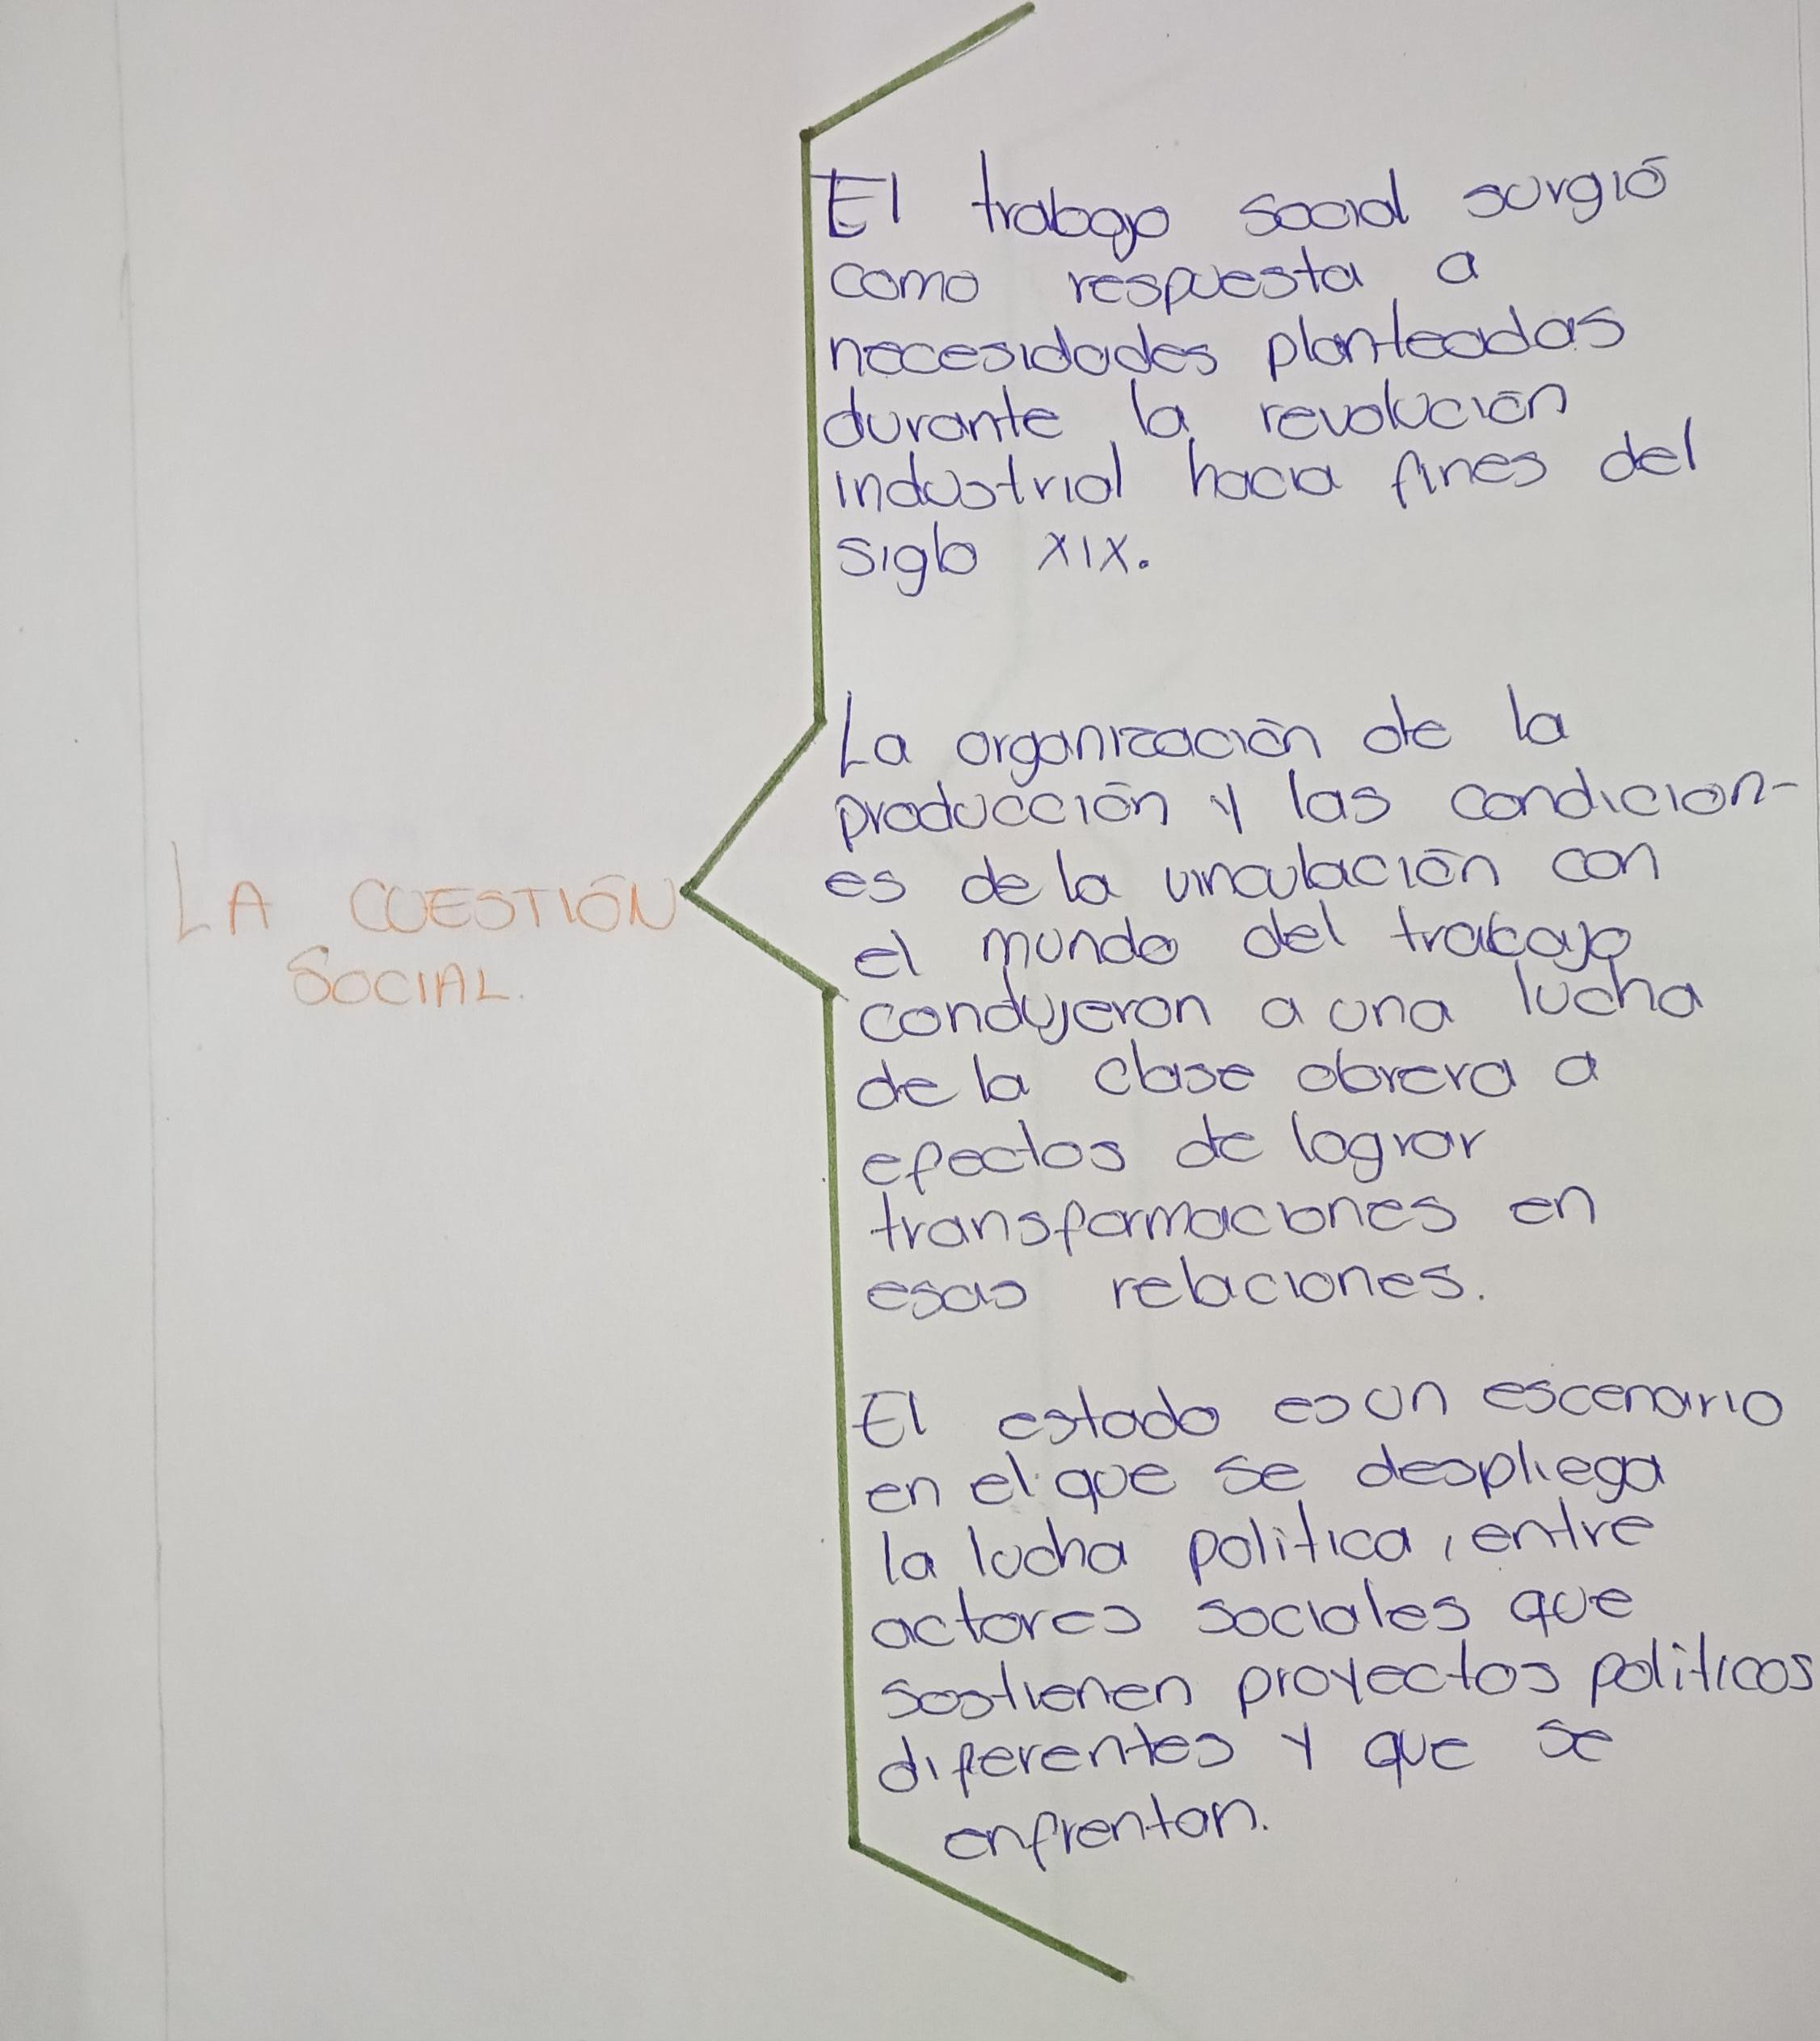 LA CUESTIÓN
SOCIAL.
El trabajo social surgió
como respuesta a
necesidades planteadas
durante la revolución
industrial hacia fines del
siglo XIX.
La organización de la
producción y las condicion-
es de la vinculación con
el mundo del trabajo
condujeron a una lucha
de la clase obrera a
efectos de lograr
transformaciones en
esas relaciones.
El estado es un escenario
en el que se despliega
la lucha politica, entre
actores sociales que
sostienen proyectos politicos
diferentes y que se
enfrentan.